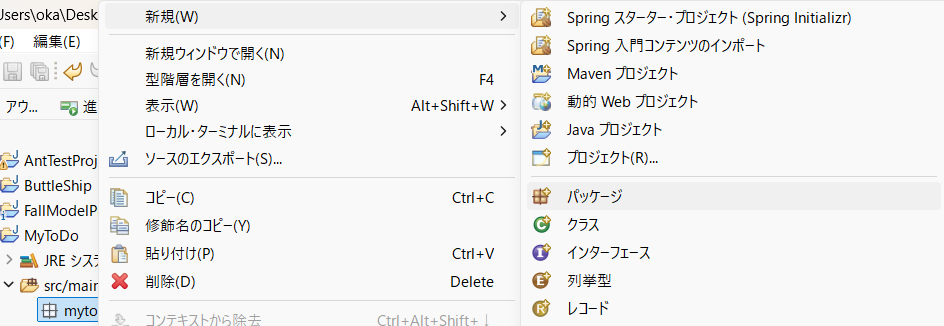 Users\oka\Desk
(F) 編集(E)
アウ... 進
AntTestProj
ButtleShip
FallModelP
MyToDo
JRE システ
src/main
myto
新規(W)
新規ウィンドウで開く(N)
型階層を開く(N) F4
表示(W) Alt+Shift+W
ローカル・ターミナルに表示
ソースのエクスポート(S)...
コピー(C) Ctrl+C
修飾名のコピー(Y)
貼り付け(P) Ctrl+V
削除(D) Delete
コンテキストから除去 Ctrl+Alt+Shift+↓
Spring スターター・プロジェクト (Spring Initializr)
Spring 入門コンテンツのインポート
Maven プロジェクト
動的 Web プロジェクト
Java プロジェクト
プロジェクト(R)...
パッケージ
クラス
インターフェース
列挙型
レコード